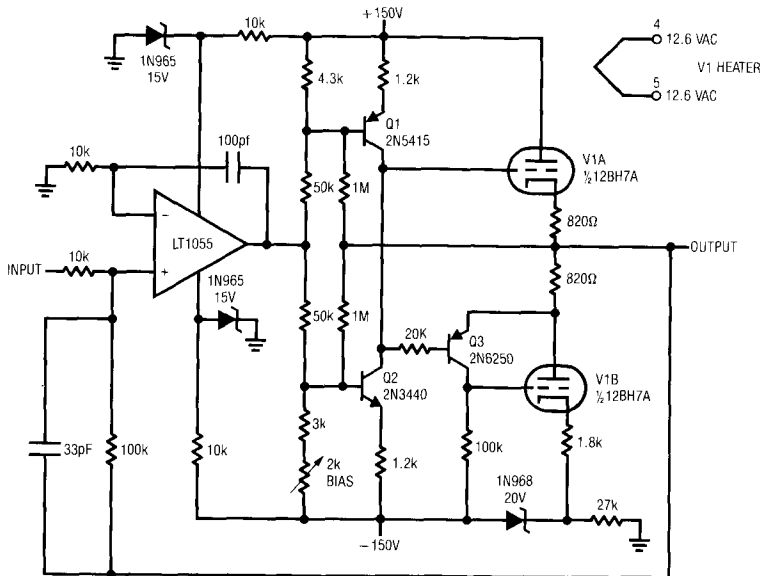 +150V
4
12.6 VAC
V1 HEATER
5
12.6 VAC
1N965
15V
10k
4.3k
1.2k
Q1
2N5415
10k
100pf
V1A
½12BH7A
50k
1M
820Ω
LT1055
OUTPUT
INPUT
10k
1N965
15V
820Ω
50k
1M
20K
Q3
2N6250
Q2
2N3440
V1B
½12BH7A
33pF
100k
10k
3k
2k
BIAS
1.2k
100k
1.8k
1N968
20V
27k
−150V